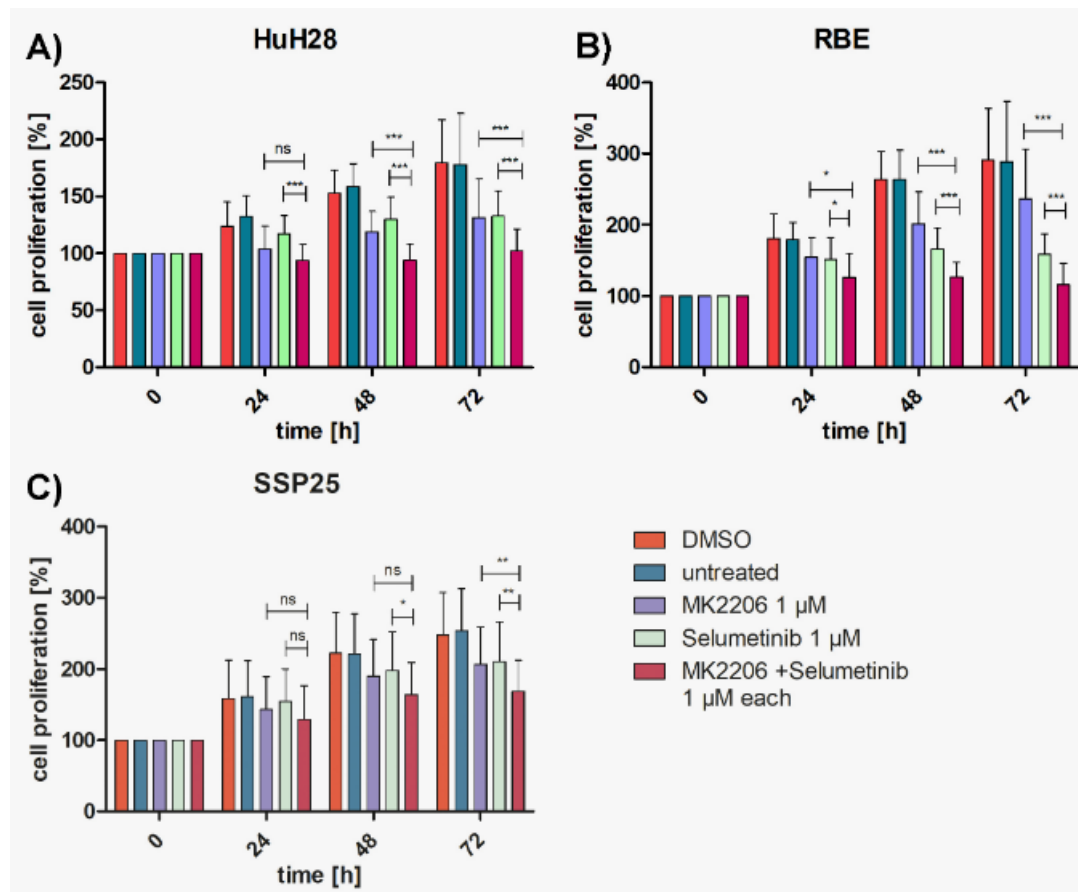 A)
HuH28
cell proliferation [%]
250
200
150
100
50
0
ns
***
***
***
***
***
0
24
48
72
time [h]
B)
RBE
cell proliferation [%]
400
300
200
100
0
*
*
***
***
***
***
0
24
48
72
time [h]
C)
SSP25
cell proliferation [%]
400
300
200
100
0
ns
ns
ns
*
**
**
0
24
48
72
time [h]
DMSO
untreated
MK2206 1 µM
Selumetinib 1 µM
MK2206 +Selumetinib
1 µM each